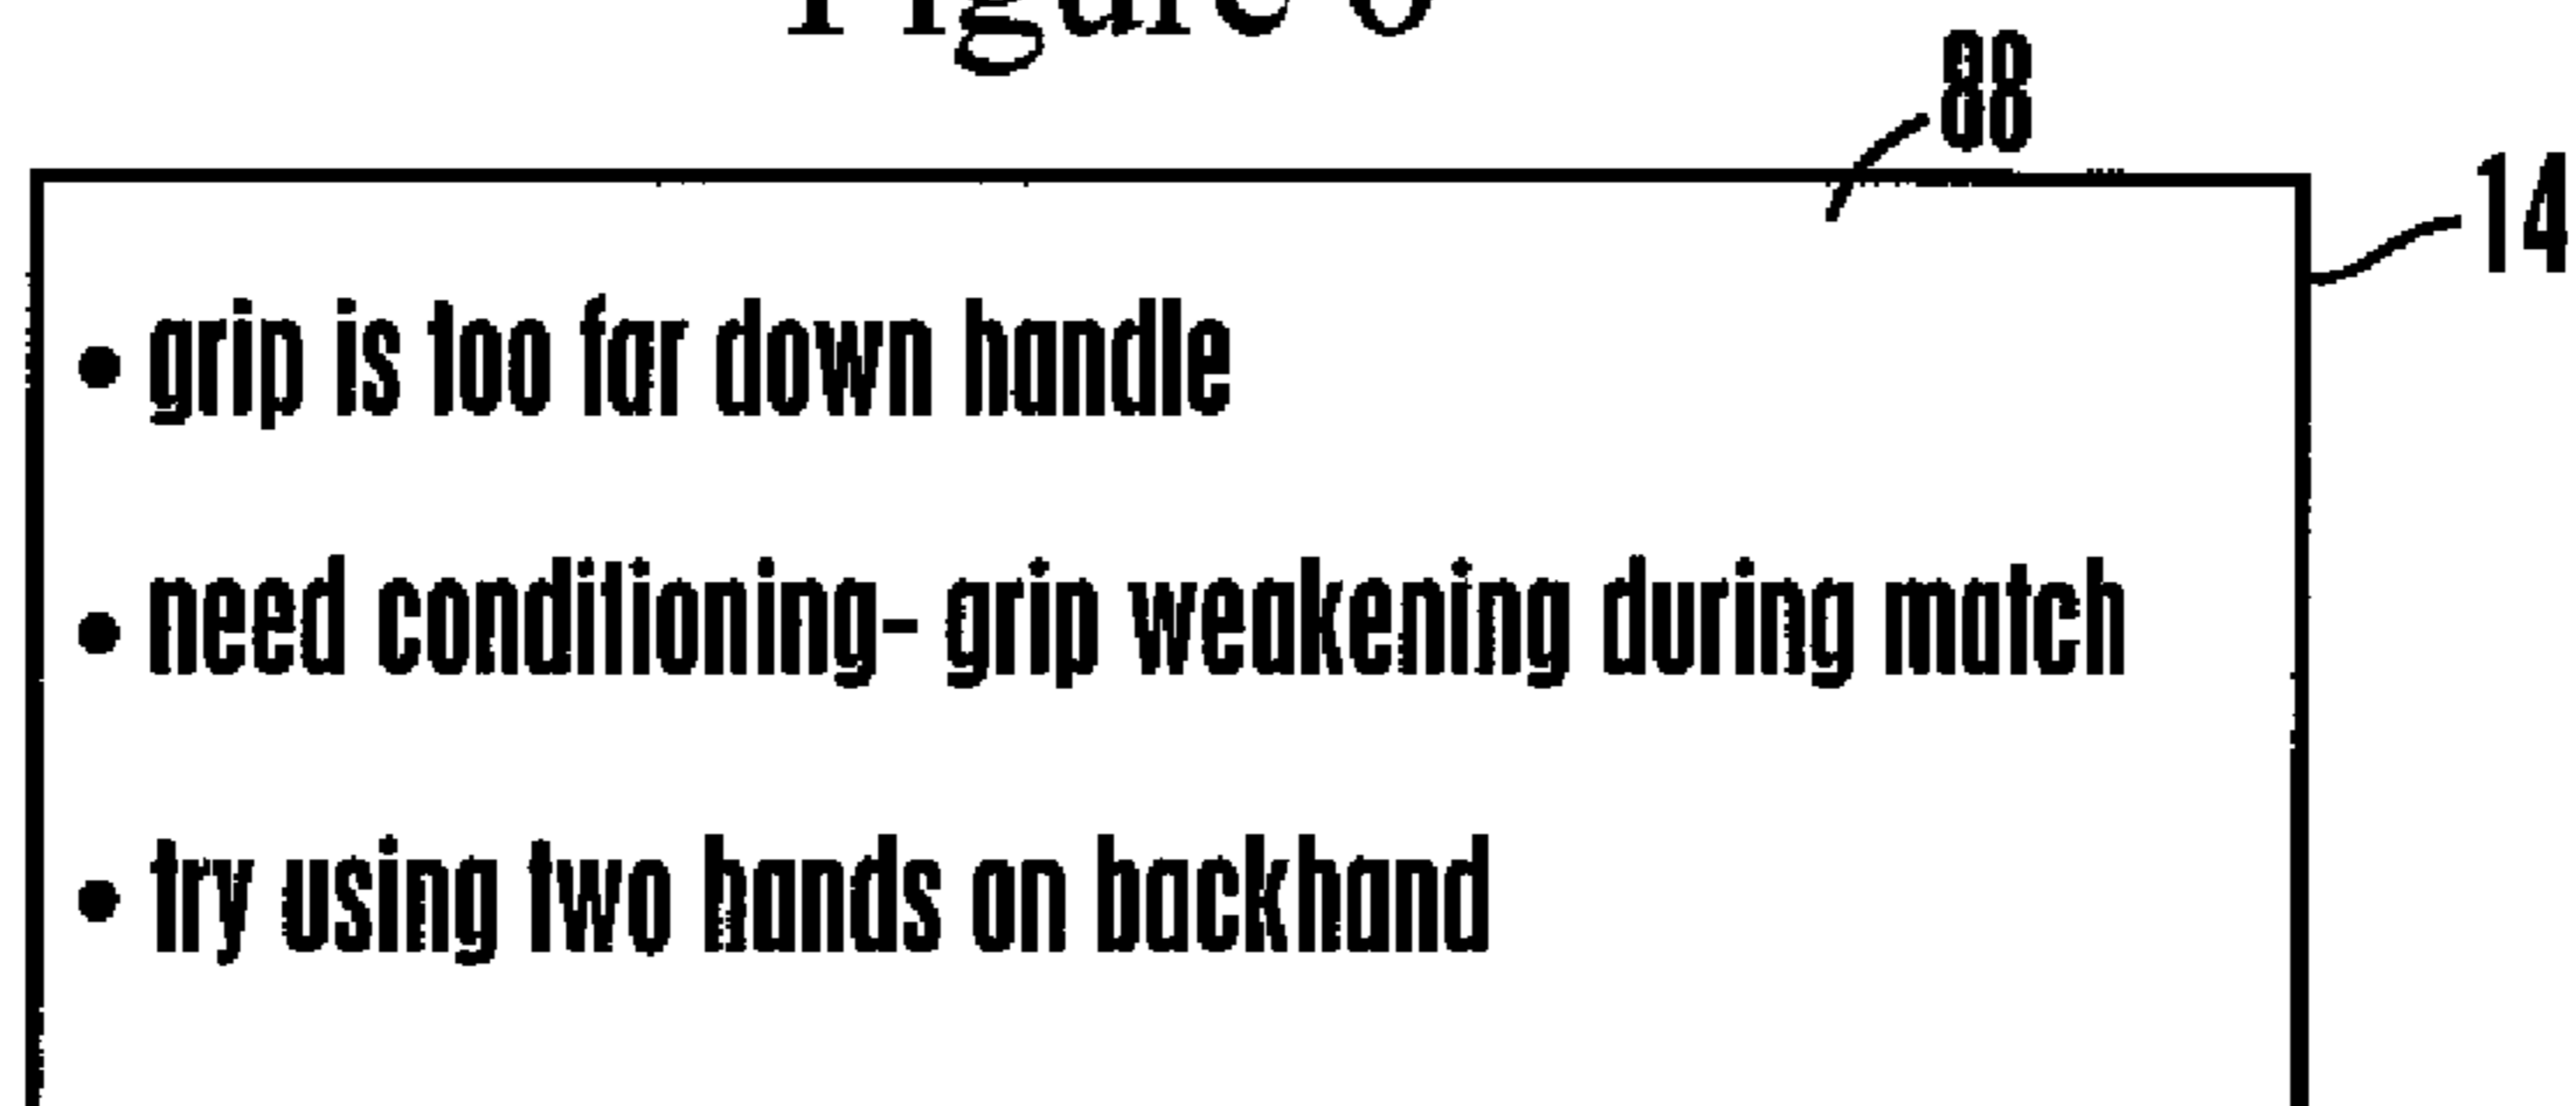 Figure
88
14
• grip is too far down handle
• need conditioning- grip weakening during match
• try using two hands on backhand